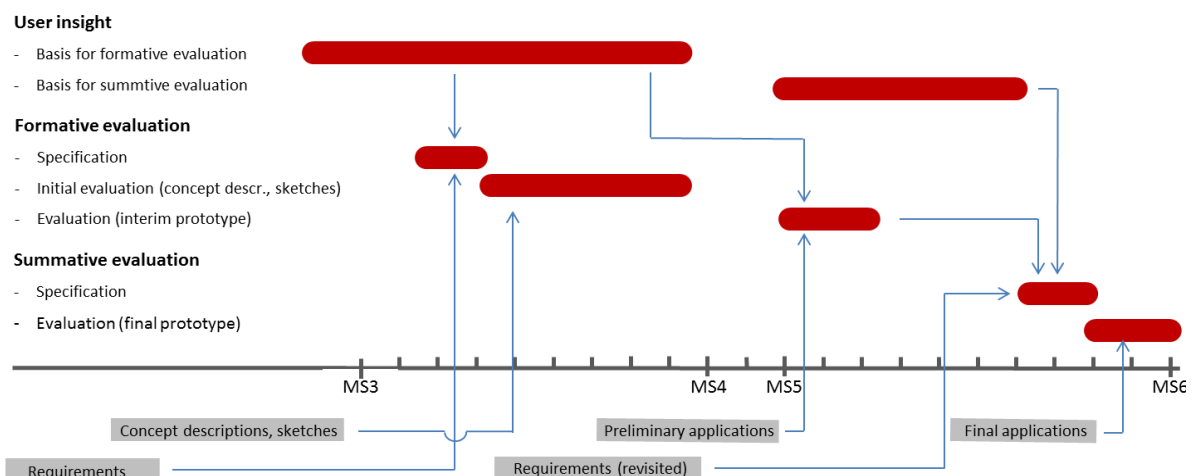 User insight
- Basis for formative evaluation
- Basis for summtive evaluation
Formative evaluation
- Specification
- Initial evaluation (concept descr., sketches)
- Evaluation (interim prototype)
Summative evaluation
- Specification
- Evaluation (final prototype)
MS3 MS4 MS5 MS6
Concept descriptions, sketches Preliminary applications Final applications
Requirements Requirements (revisited)